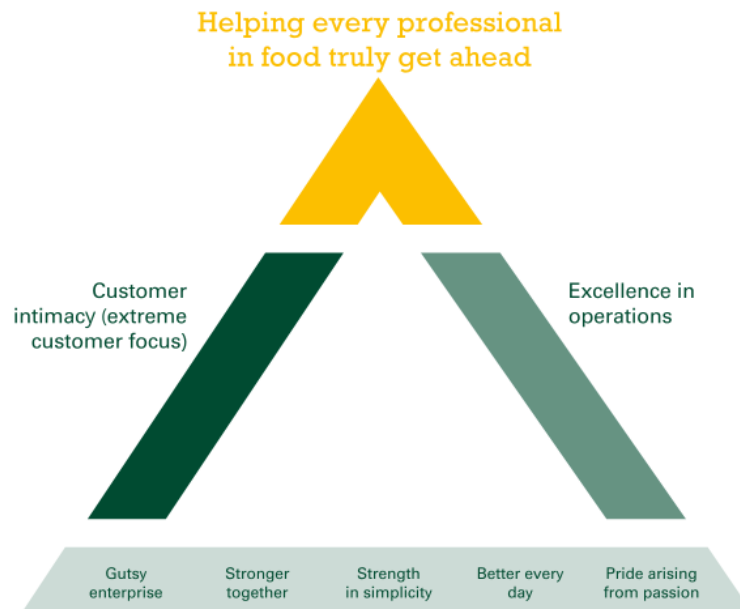 Helping every professional
in food truly get ahead
Customer
intimacy (extreme
customer focus)
Excellence in
operations
Gutsy
enterprise
Stronger
together
Strength
in simplicity
Better every
day
Pride arising
from passion